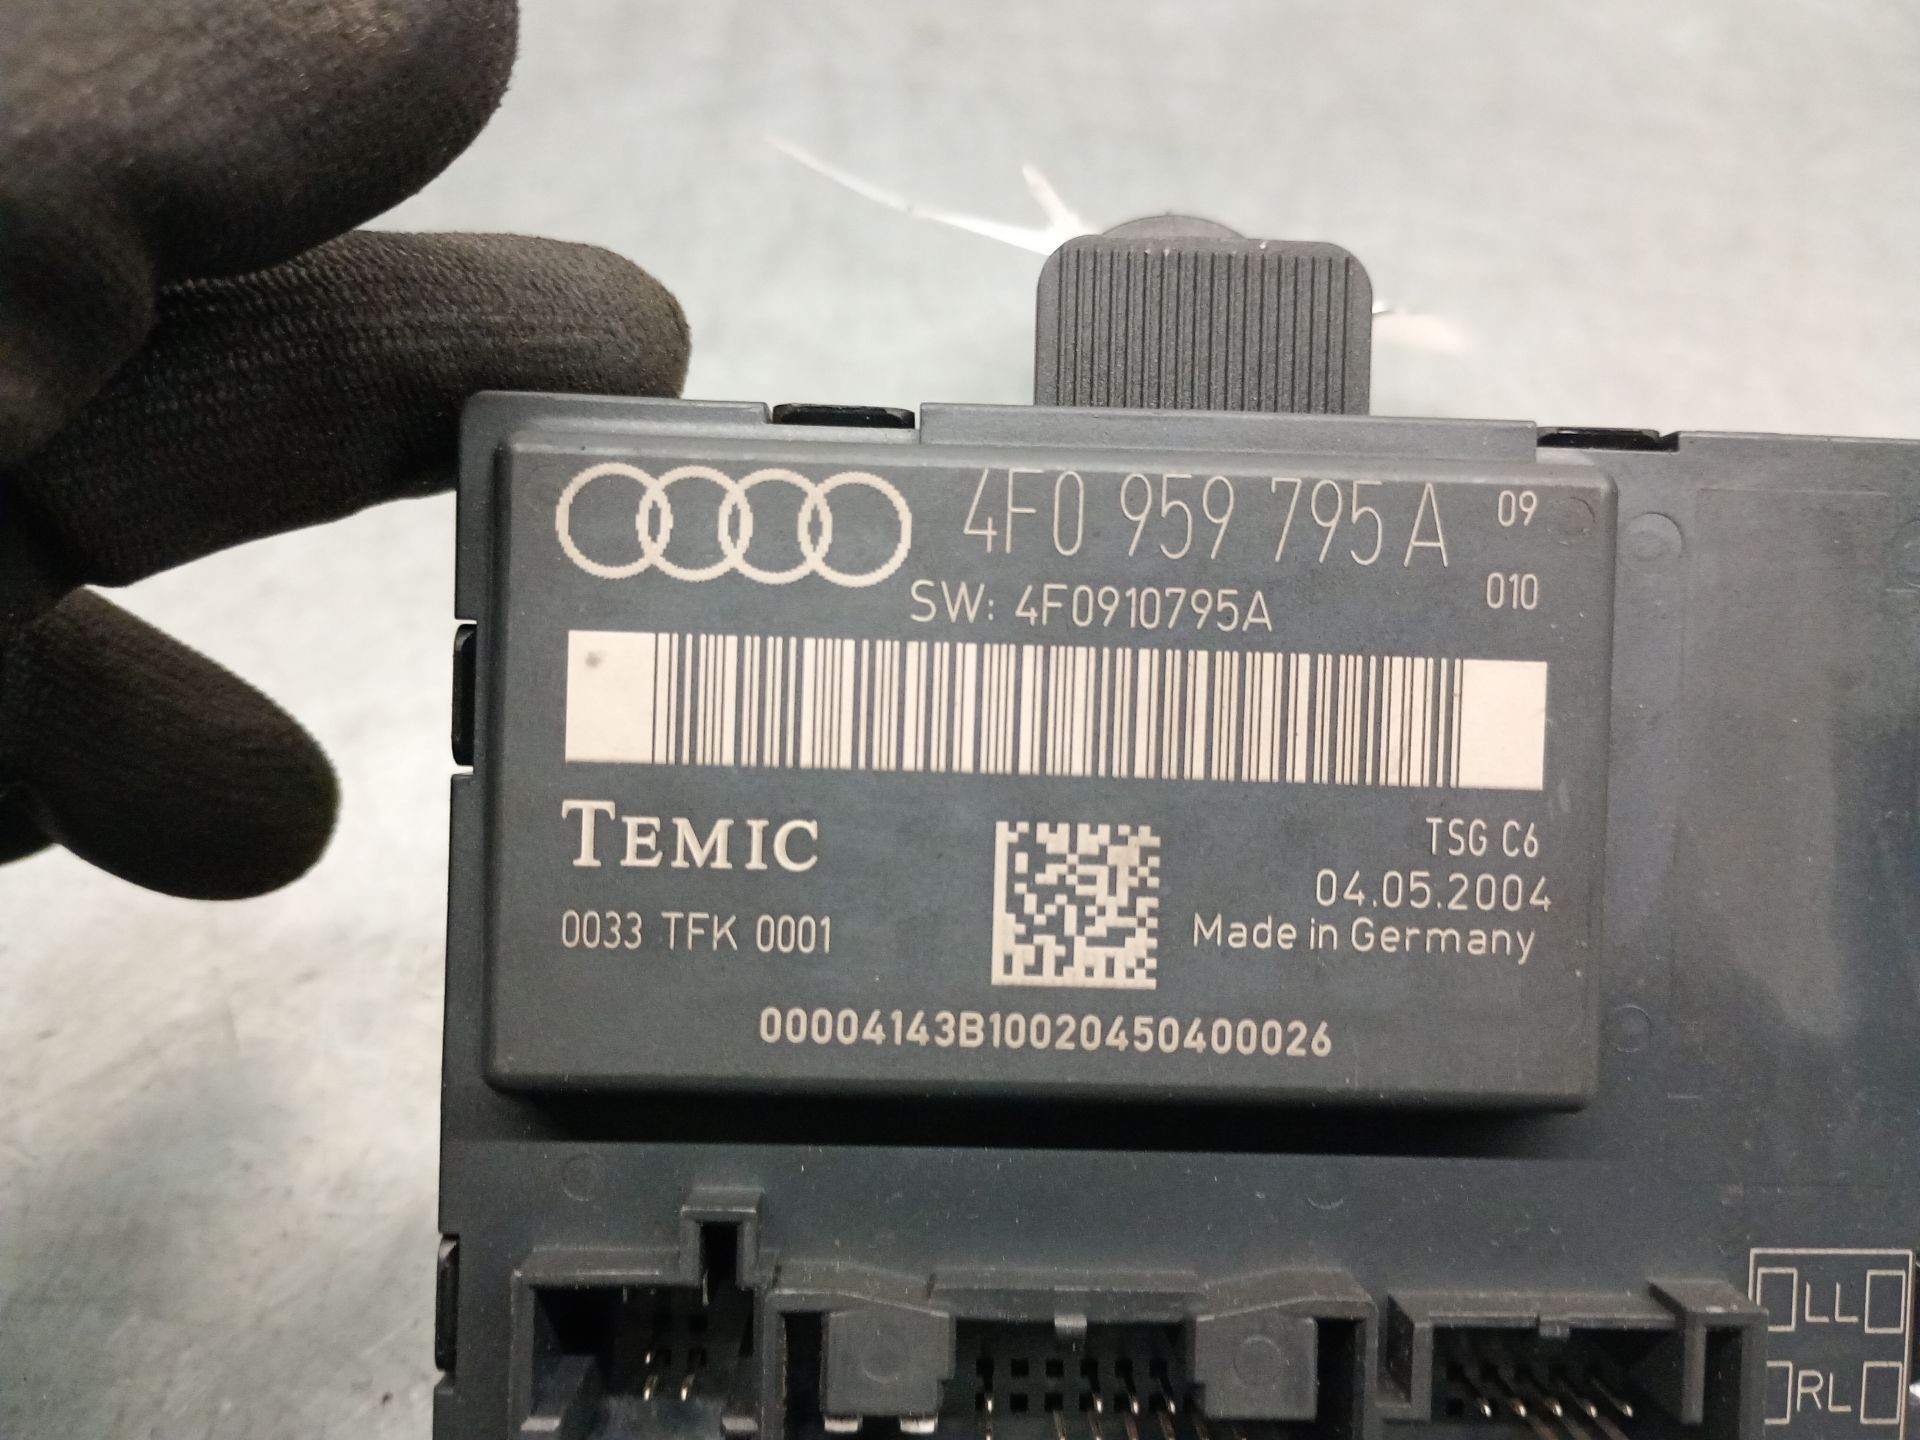 4F0 959 795 A 09
SW: 4F0910795A 010
TEMIC
TSG C6
04.05.2004
0033 TFK 0001
Made in Germany
00004143B10020450400026
LL
RL